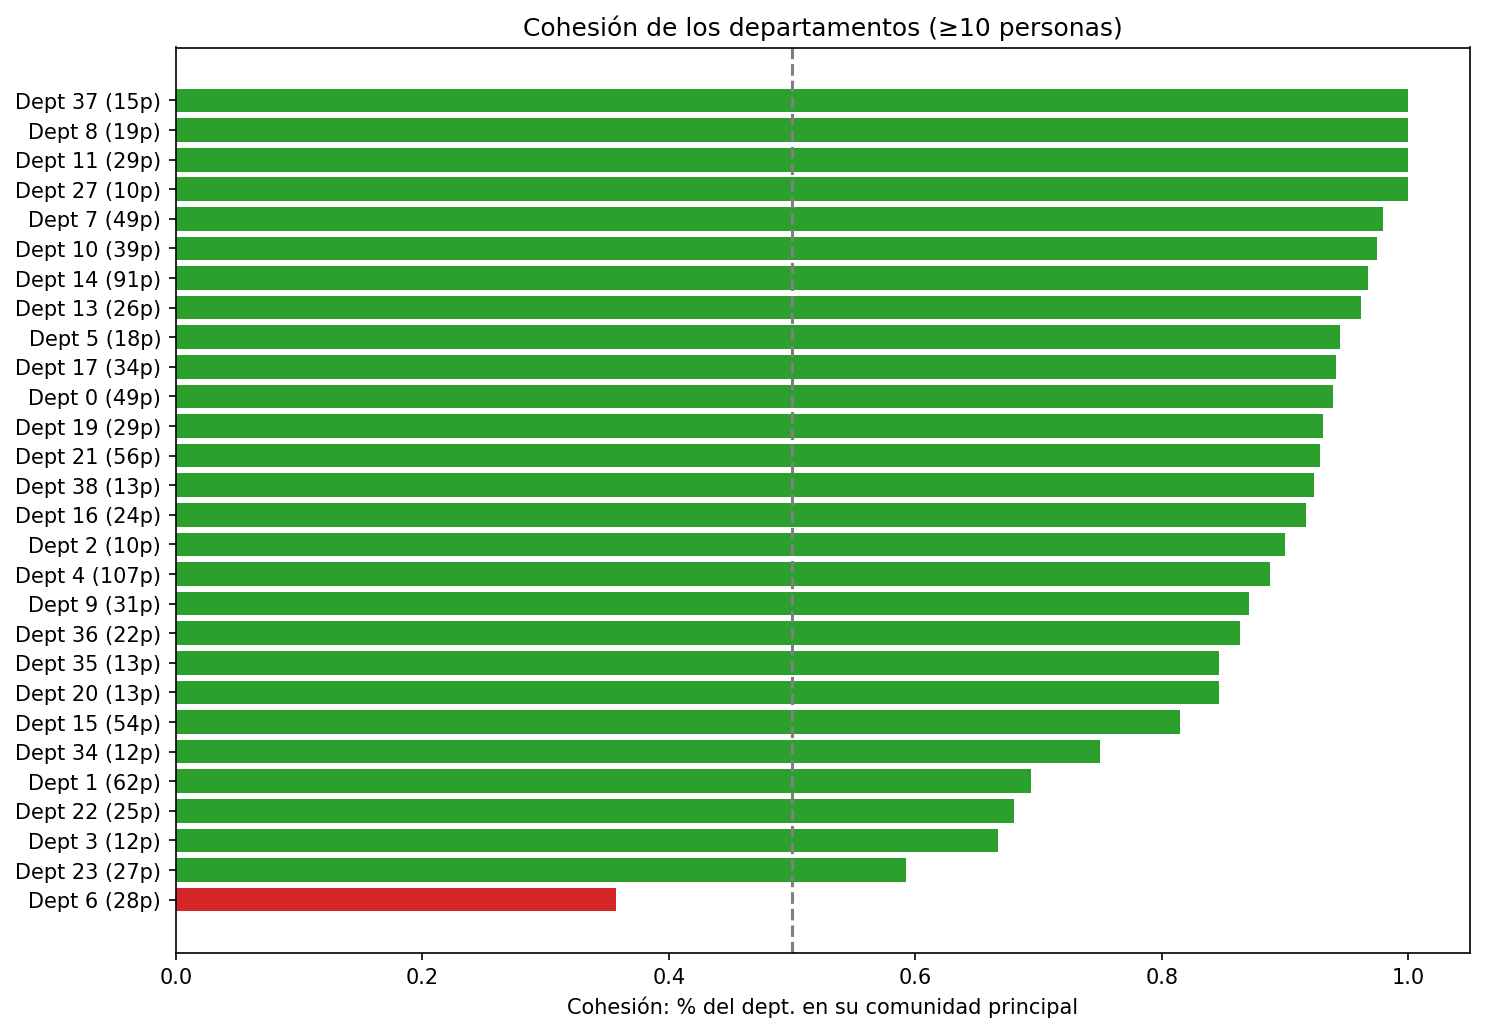 Cohesión de los departamentos (≥10 personas)
Dept 37 (15p)
Dept 8 (19p)
Dept 11 (29p)
Dept 27 (10p)
Dept 7 (49p)
Dept 10 (39p)
Dept 14 (91p)
Dept 13 (26p)
Dept 5 (18p)
Dept 17 (34p)
Dept 0 (49p)
Dept 19 (29p)
Dept 21 (56p)
Dept 38 (13p)
Dept 16 (24p)
Dept 2 (10p)
Dept 4 (107p)
Dept 9 (31p)
Dept 36 (22p)
Dept 35 (13p)
Dept 20 (13p)
Dept 15 (54p)
Dept 34 (12p)
Dept 1 (62p)
Dept 22 (25p)
Dept 3 (12p)
Dept 23 (27p)
Dept 6 (28p)
0.0 0.2 0.4 0.6 0.8 1.0
Cohesión: % del dept. en su comunidad principal